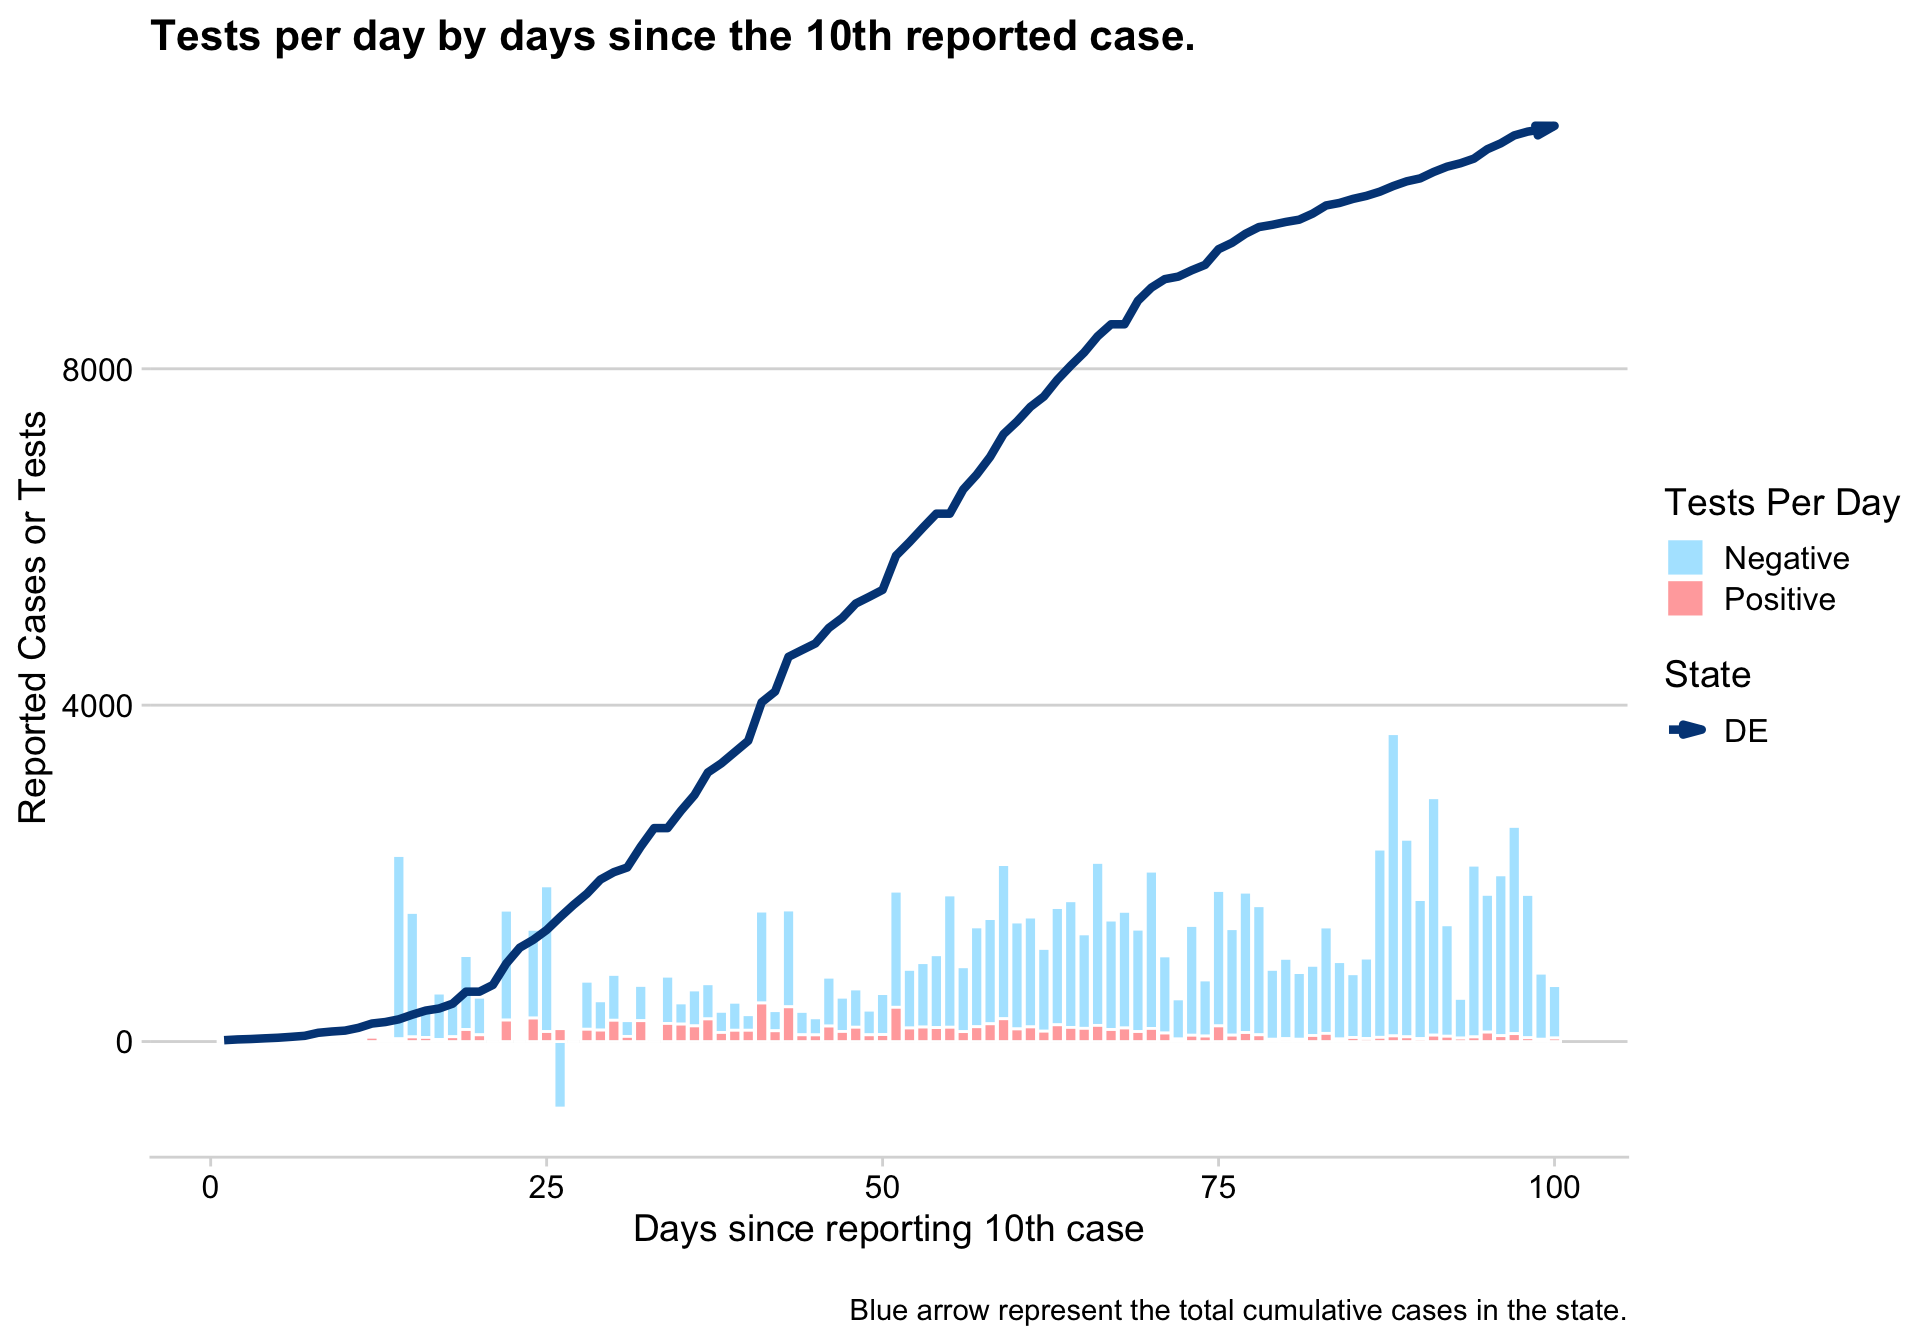 Tests per day by days since the 10th reported case.
8000
4000
0
Reported Cases or Tests
0 25 50 75 100
Days since reporting 10th case
Tests Per Day
Negative
Positive
State
DE
Blue arrow represent the total cumulative cases in the state.